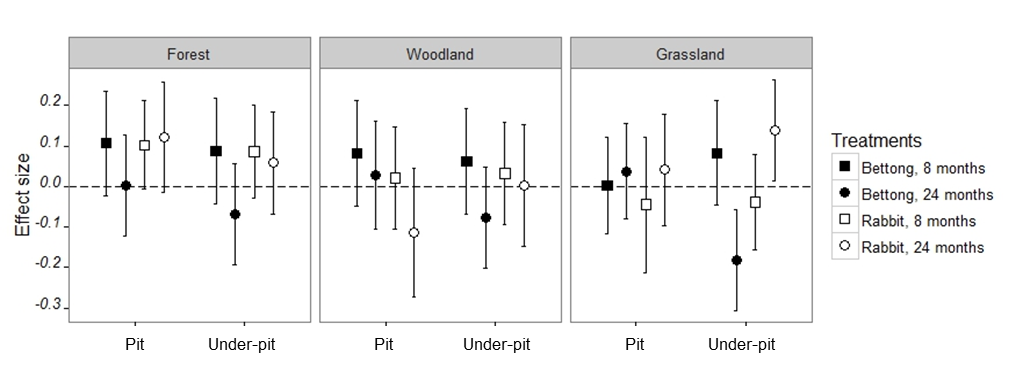 Forest Woodland Grassland
0.2
0.1
0.0
-0.1
-0.2
-0.3
Effect size
Pit Under-pit Pit Under-pit Pit Under-pit
Treatments
Bettong, 8 months
Bettong, 24 months
Rabbit, 8 months
Rabbit, 24 months